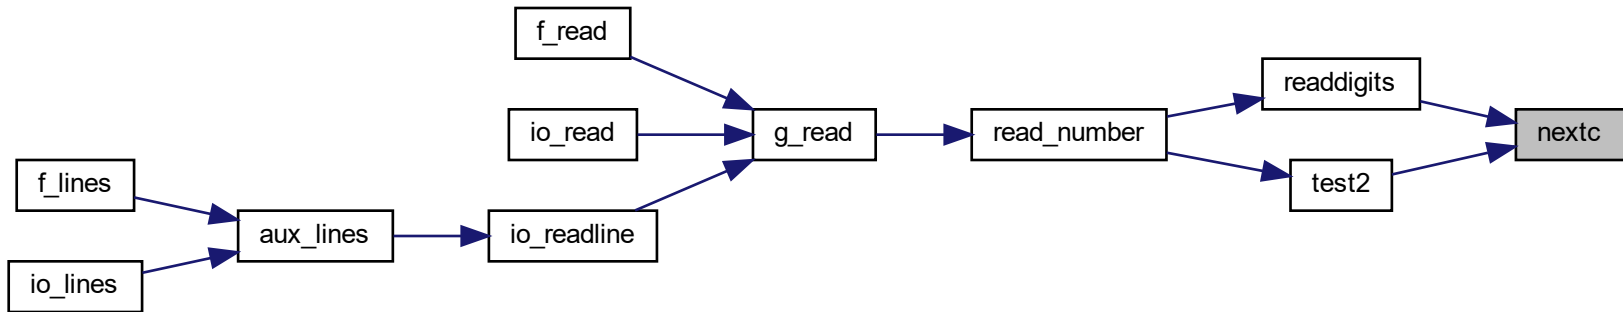 f_read
readdigits
io_read
g_read
read_number
nextc
f_lines
test2
aux_lines
io_readline
io_lines